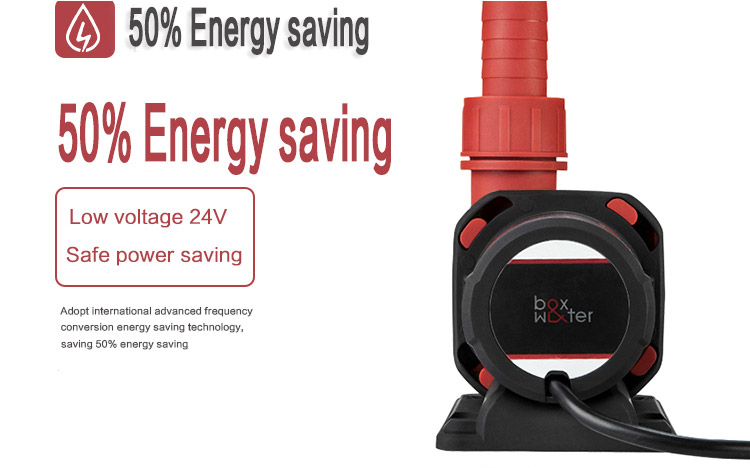 50% Energy saving
50% Energy saving
Low voltage 24V
Safe power saving
Adopt international advanced frequency
conversion energy saving technology,
saving 50% energy saving
box
water